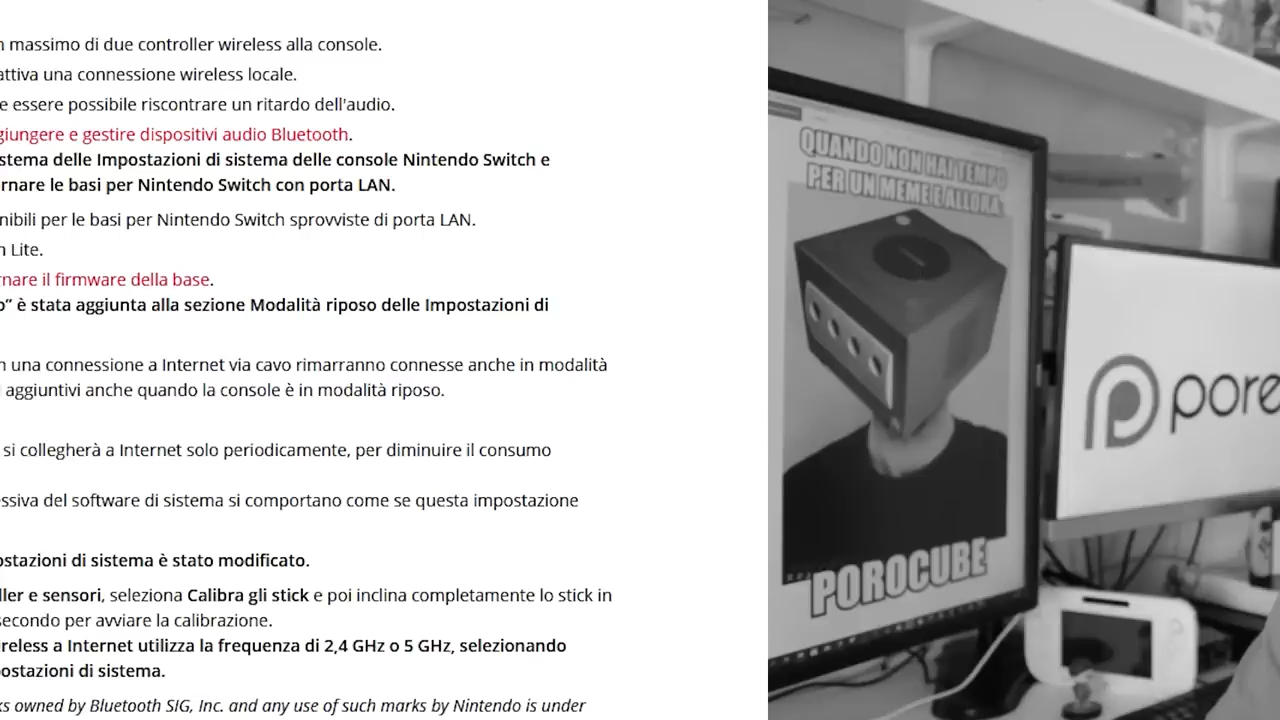 massimo di due controller wireless alla console.
attiva una connessione wireless locale.
e essere possibile riscontrare un ritardo dell'audio.
giungere e gestire dispositivi audio Bluetooth.
stema delle Impostazioni di sistema delle console Nintendo Switch e
rnare le basi per Nintendo Switch con porta LAN.
nibili per le basi per Nintendo Switch sprovviste di porta LAN.
n Lite.
rnare il firmware della base.
o” è stata aggiunta alla sezione Modalità riposo delle Impostazioni di
n una connessione a Internet via cavo rimarranno connesse anche in modalità
i aggiuntivi anche quando la console è in modalità riposo.
si collegherà a Internet solo periodicamente, per diminuire il consumo
essiva del software di sistema si comportano come se questa impostazione
ostazioni di sistema è stato modificato.
ller e sensori, seleziona Calibra gli stick e poi inclina completamente lo stick in
secondo per avviare la calibrazione.
ireless a Internet utilizza la frequenza di 2,4 GHz o 5 GHz, selezionando
ostazioni di sistema.
ks owned by Bluetooth SIG, Inc. and any use of such marks by Nintendo is under
QUANDO NON HAI TEMPO
PER UN MEME E ALLORA
POROCUBE
pore